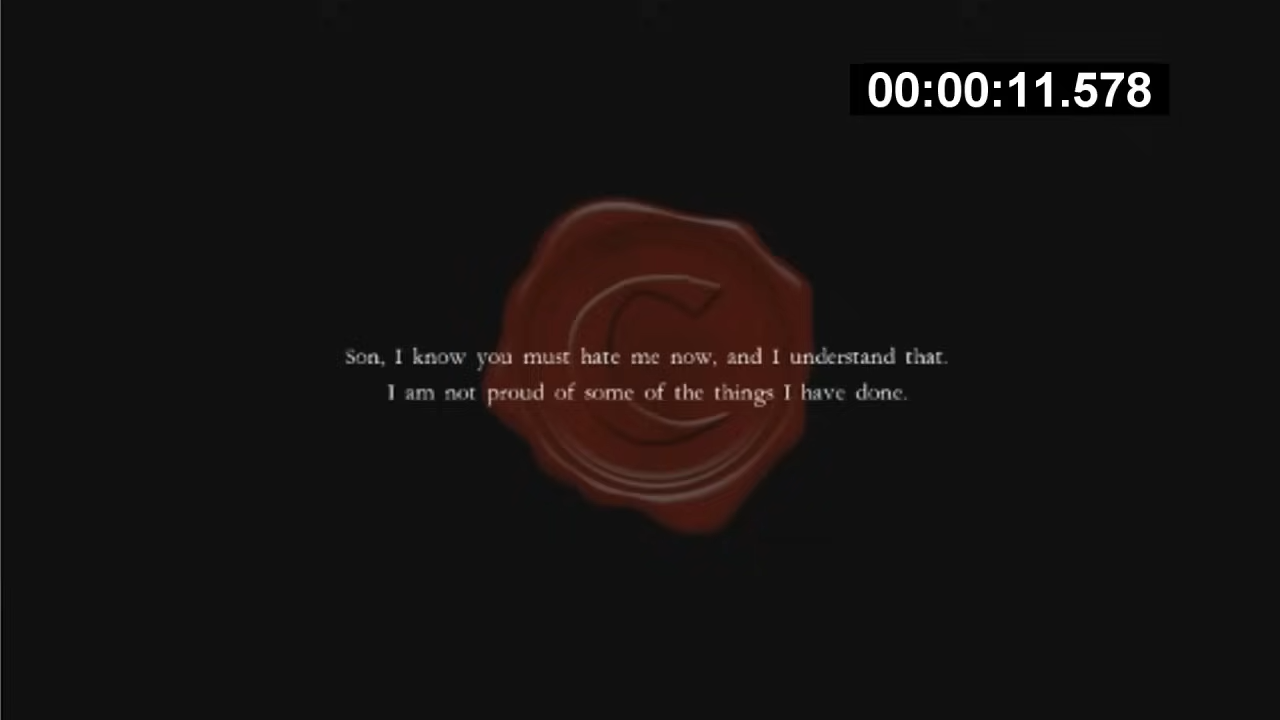 00:00:11.578
C
Son, I know you must hate me now, and I understand that.
I am not proud of some of the things I have done.